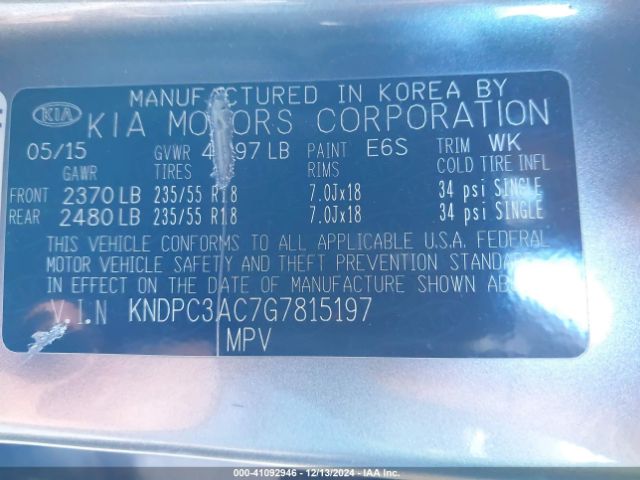 MANUFACTURED IN KOREA BY
KIA KIA MOTORS CORPORATION
05/15 GVWR LB PAINT E6S TRIM WK
GAWR TIRES RIMS COLD TIRE INFL
FRONT 2370 LB 235/55 R18 7.0Jx18 34 psi SINGLE
REAR 2480 LB 235/55 R18 7.0Jx18 34 psi SINGLE
THIS VEHICLE CONFORMS TO ALL APPLICABLE U.S.A. FEDERAL
MOTOR VEHICLE SAFETY AND THEFT PREVENTION
IN EFFECT ON THE DATE OF MANUFACTURE SHOWN
V.I.N KNDPC3AC7G7815197
MPV
000-41092946 - 12/13/2024 - IAA Inc.